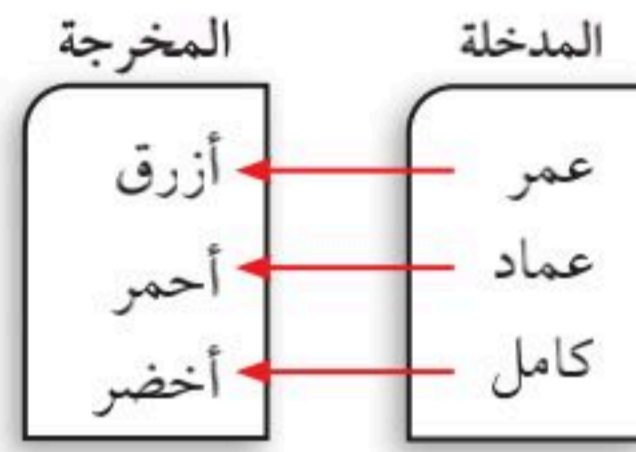 المدخلة المخرجة
عمر أزرق
عماد أحمر
كامل أخضر